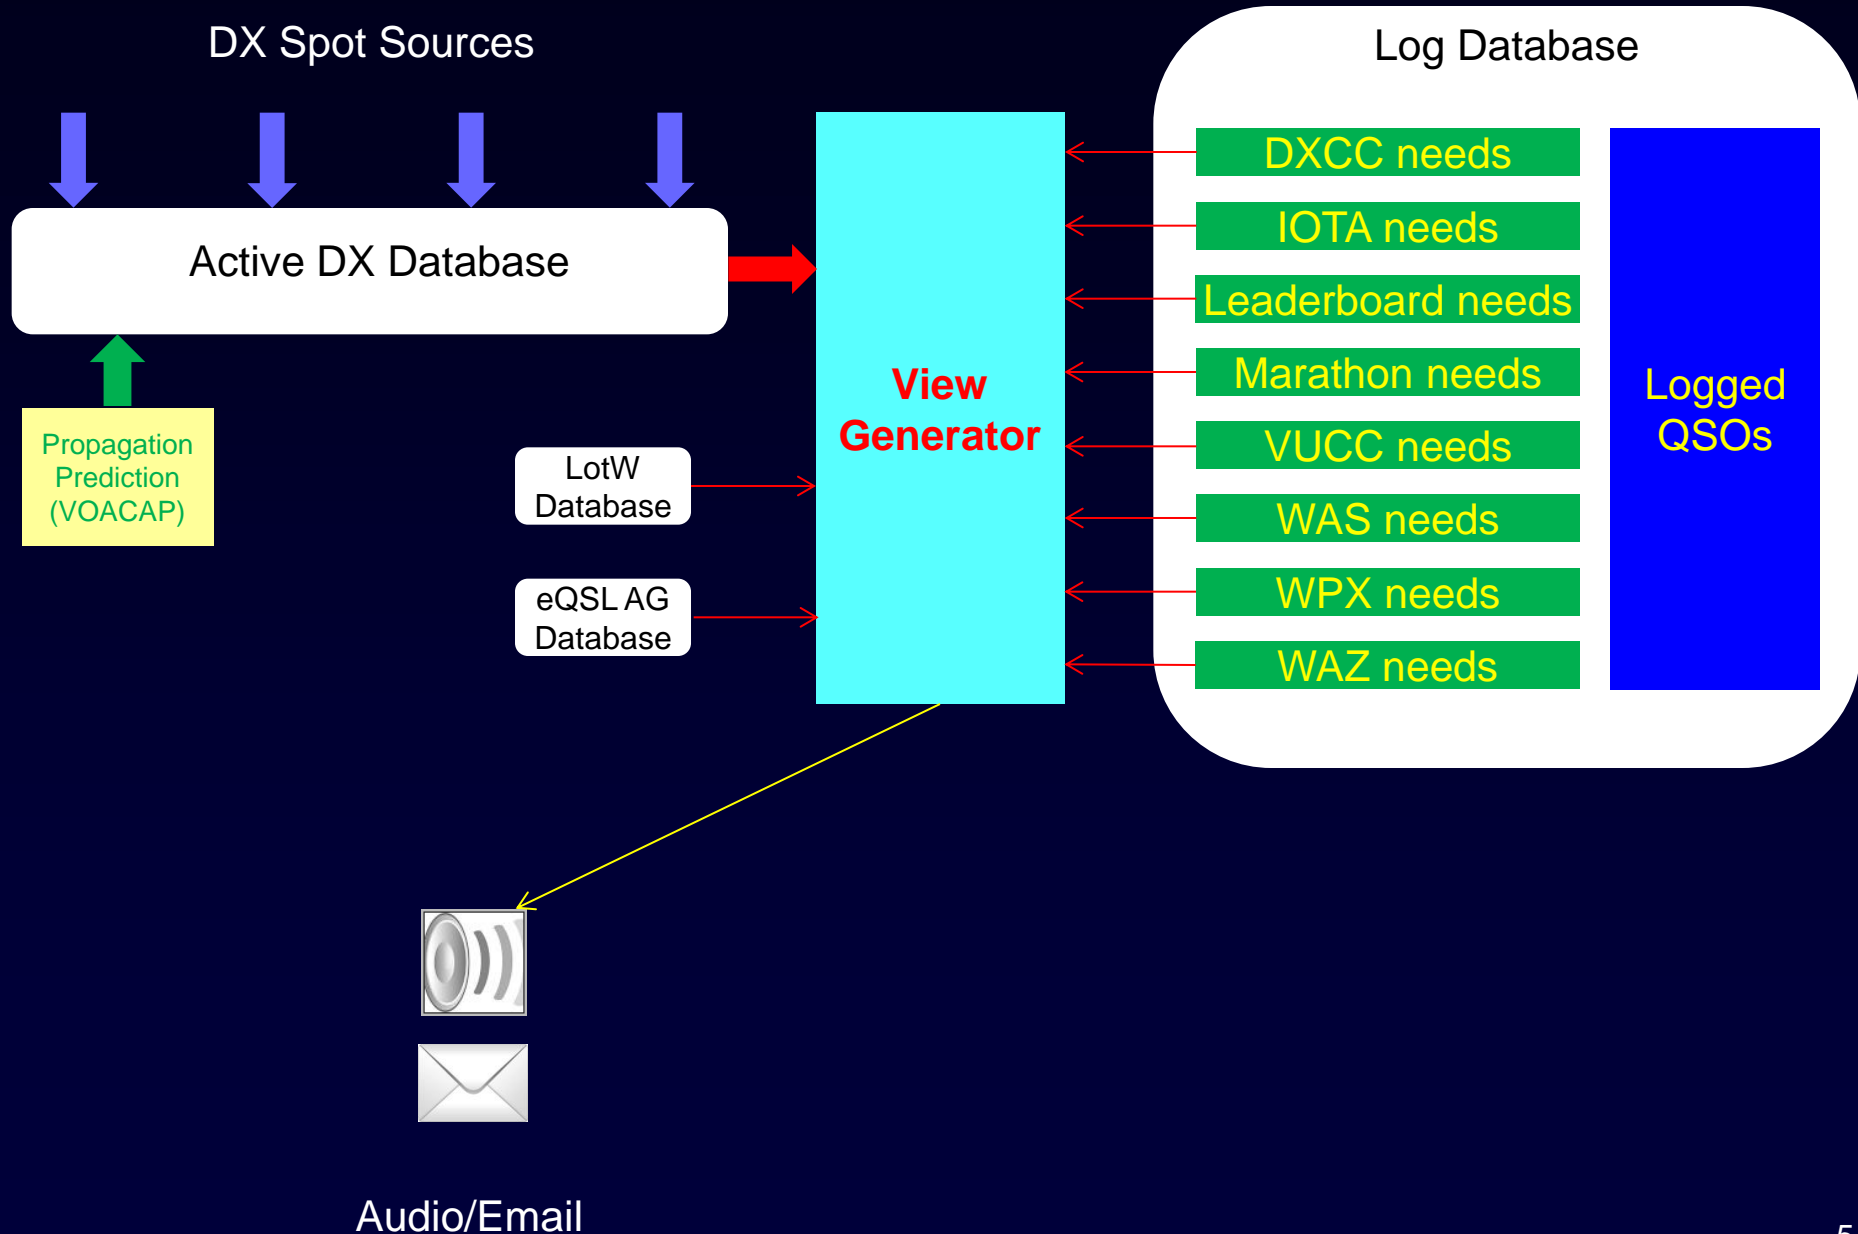 DX Spot Sources
Log Database
Active DX Database
Propagation
Prediction
(VOACAP)
LotW
Database
eQSL AG
Database
View
Generator
DXCC needs
IOTA needs
Leaderboard needs
Marathon needs
VUCC needs
WAS needs
WPX needs
WAZ needs
Logged
QSOs
Audio/Email
5